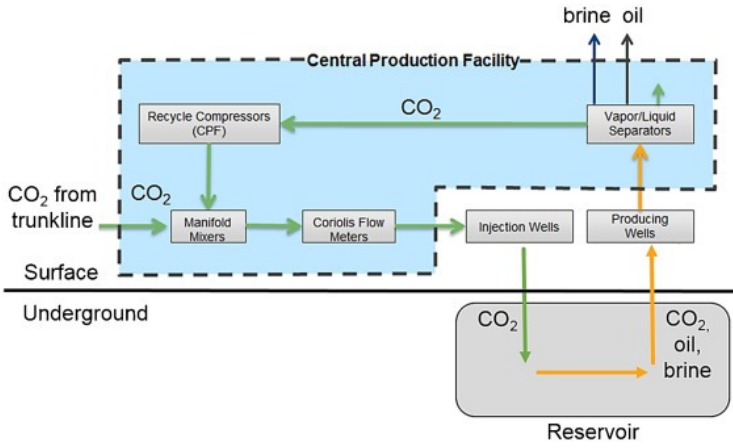 brine oil
Central Production Facility
CO2
Recycle Compressors
(CPF)
Vapor/Liquid
Separators
CO2 from
trunkline
CO2
Manifold
Mixers
Coriolis Flow
Meters
Injection Wells
Producing
Wells
Surface
Underground
CO2
CO2,
oil,
brine
Reservoir